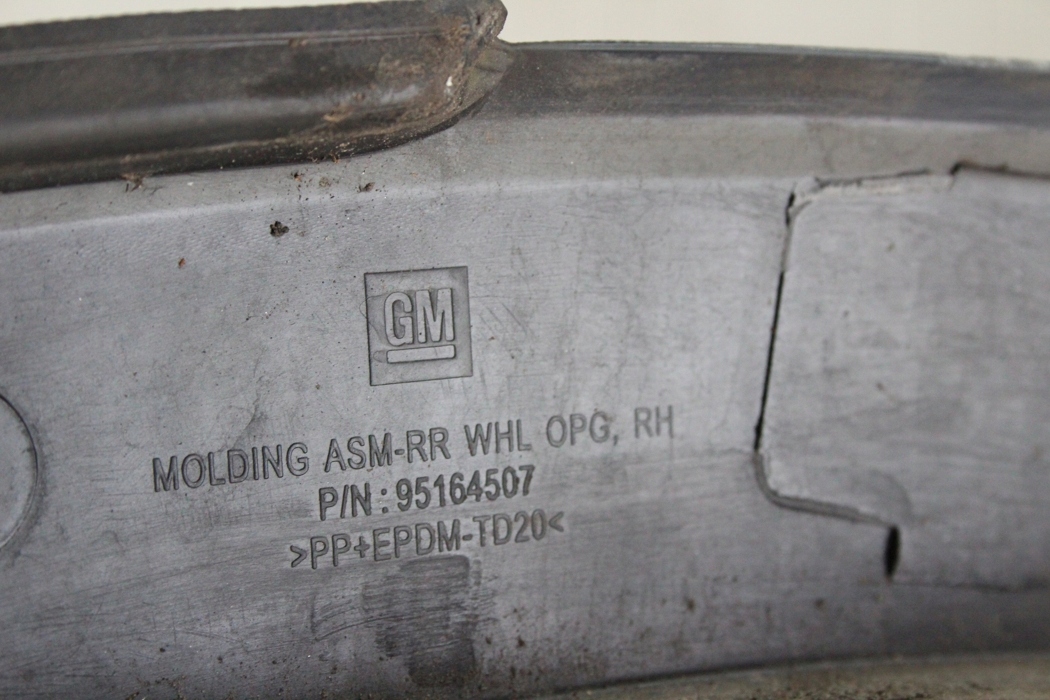 GM
MOLDING ASM-RR WHL OPG, RH
P/N : 95164507
>PP+EPDM-TD20<